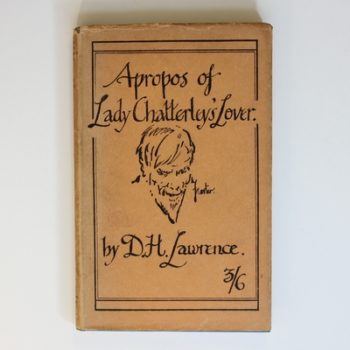 Apropos of
Lady Chatterley's Lover.
by D.H. Lawrence.
3/6